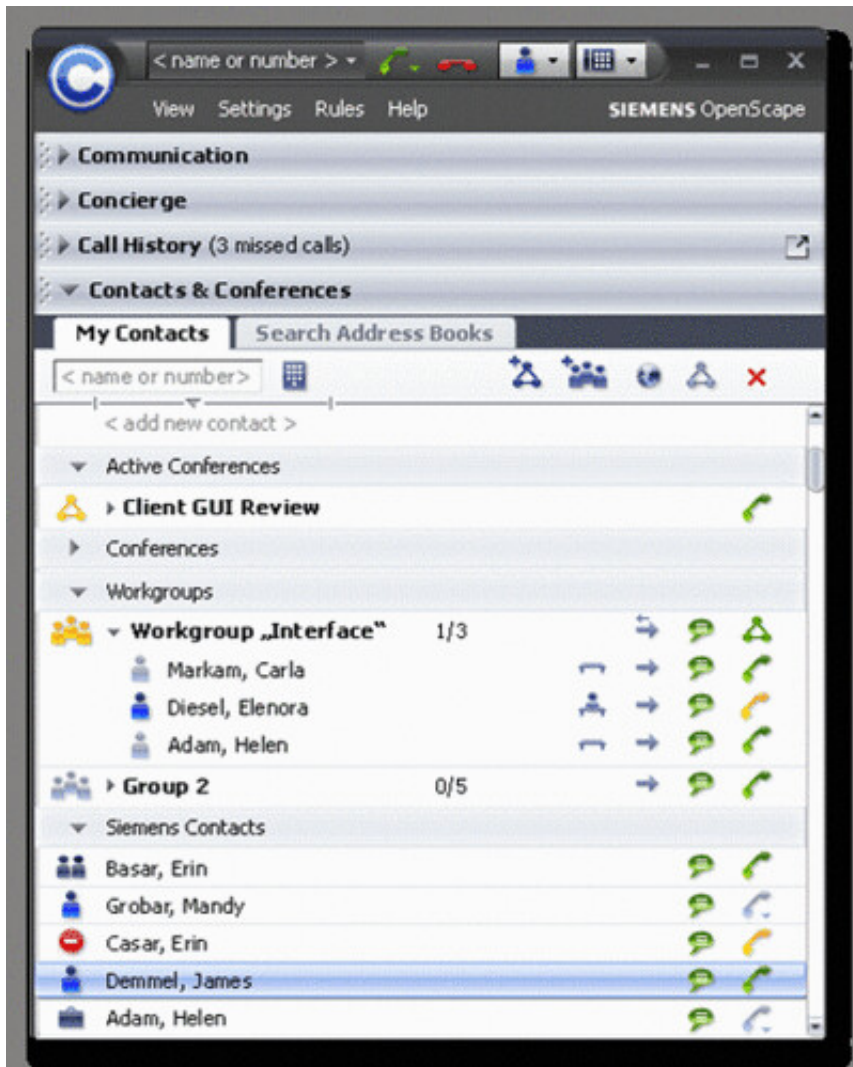 < name or number >
View Settings Rules Help SIEMENS OpenScape
Communication
Concierge
Call History (3 missed calls)
Contacts & Conferences
My Contacts Search Address Books
< name or number>
< add new contact >
Active Conferences
Client GUI Review
Conferences
Workgroups
Workgroup „Interface“ 1/3
Markam, Carla
Diesel, Elenora
Adam, Helen
Group 2 0/5
Siemens Contacts
Basar, Erin
Grobar, Mandy
Casar, Erin
Demmel, James
Adam, Helen